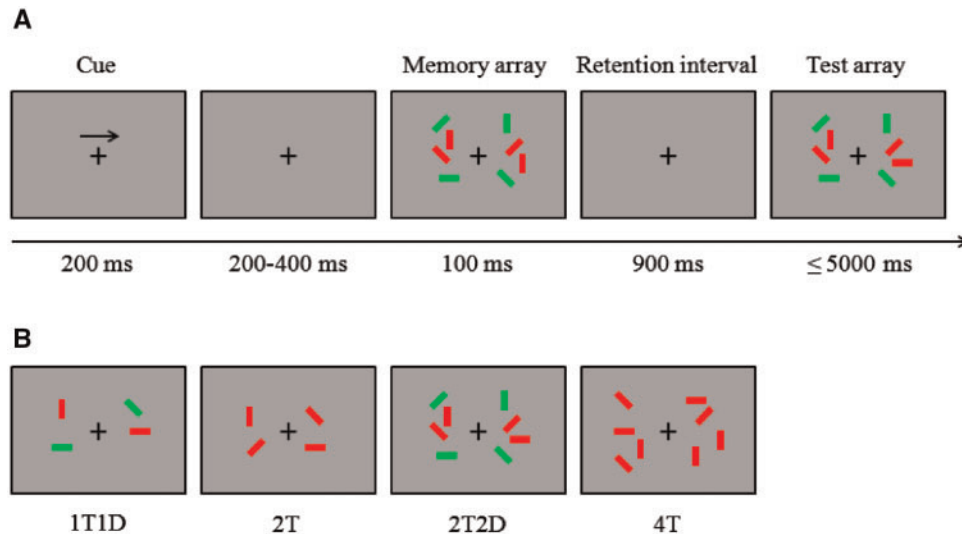 A
Cue
Memory array
Retention interval
Test array
200 ms
200-400 ms
100 ms
900 ms
≤ 5000 ms
B
1T1D
2T
2T2D
4T